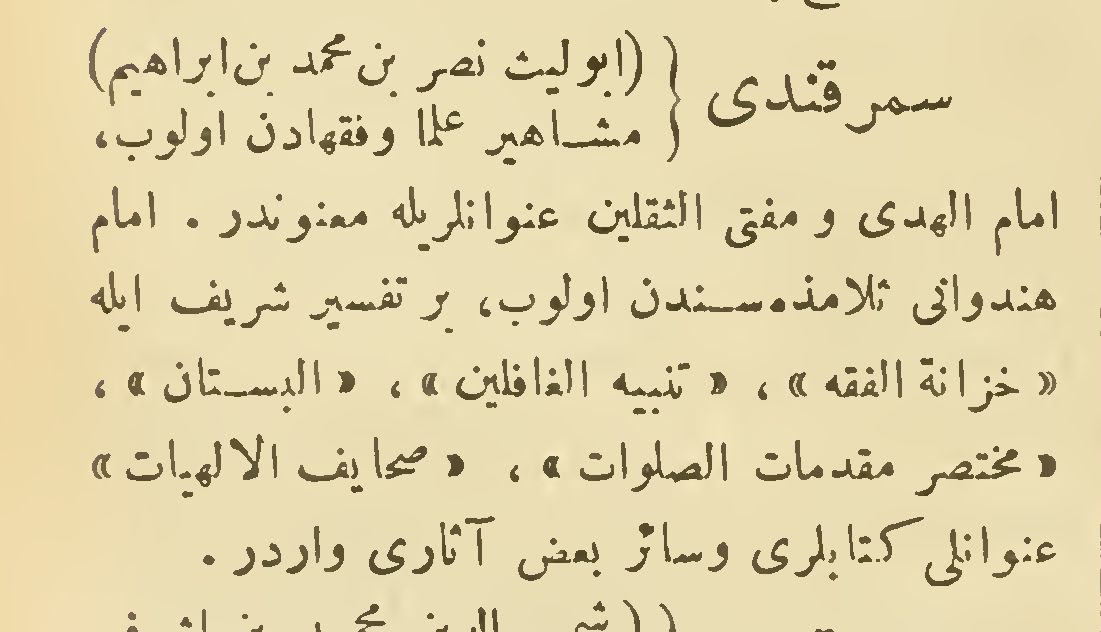 سمرقندی { (ابولیث نصر بن محمد بن ابراهیم)
مشاهیر علما وفقهادن اولوب،
امام الهدی و مفتی الثقلین عنوانلریله معنوندر . امام
هندوانی تلامذه‌سندن اولوب، بر تفسیر شریف ایله
« خزانة الفقه » ، « تنبیه الغافلین » ، « البستان » ،
« مختصر مقدمات الصلوات » ، « صحایف الالهیات »
عنوانلی کتابلری وسائر بعض آثاری واردر .